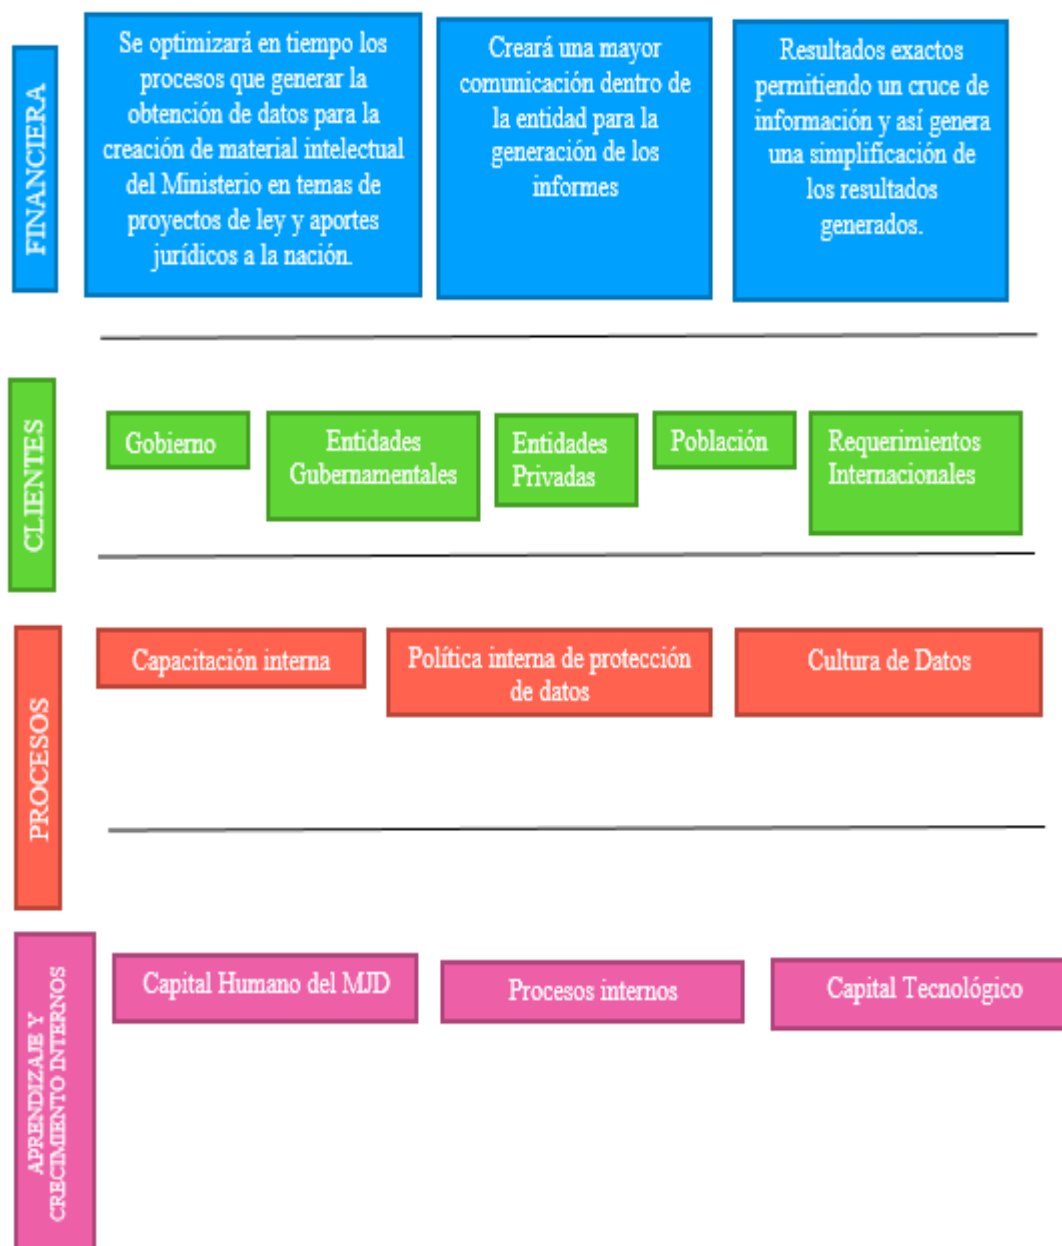 FINANCIERA
Se optimizará en tiempo los
procesos que generar la
obtención de datos para la
creación de material intelectual
del Ministerio en temas de
proyectos de ley y aportes
jurídicos a la nación.
Creará una mayor
comunicación dentro de
la entidad para la
generación de los
informes
Resultados exactos
permitiendo un cruce de
información y así genera
una simplificación de
los resultados
generados.
CLIENTES
Gobierno
Entidades
Gubernamentales
Entidades
Privadas
Población
Requerimientos
Internacionales
PROCESOS
Capacitación interna
Política interna de protección
de datos
Cultura de Datos
APRENDIZAJE Y
CRECIMIENTO INTERNOS
Capital Humano del MJD
Procesos internos
Capital Tecnológico